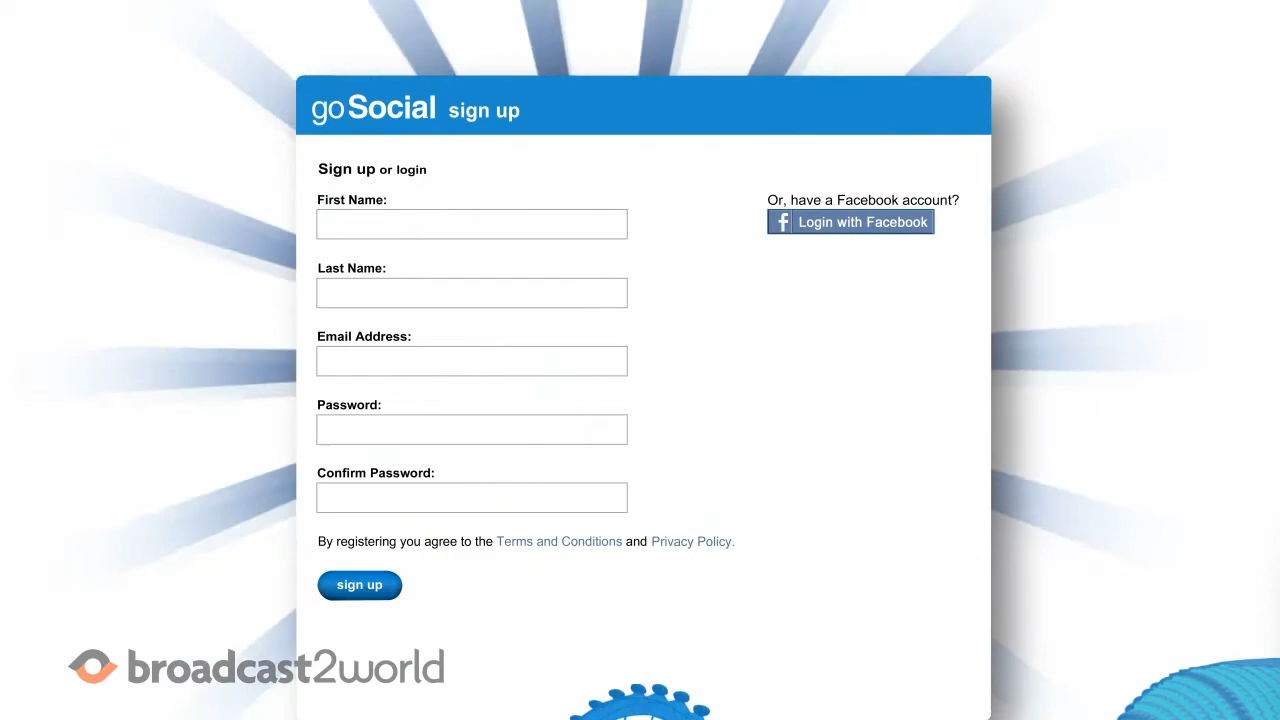 goSocial sign up
Sign up or login
First Name:
Or, have a Facebook account?
f Login with Facebook
Last Name:
Email Address:
Password:
Confirm Password:
By registering you agree to the Terms and Conditions and Privacy Policy.
sign up
broadcast2world